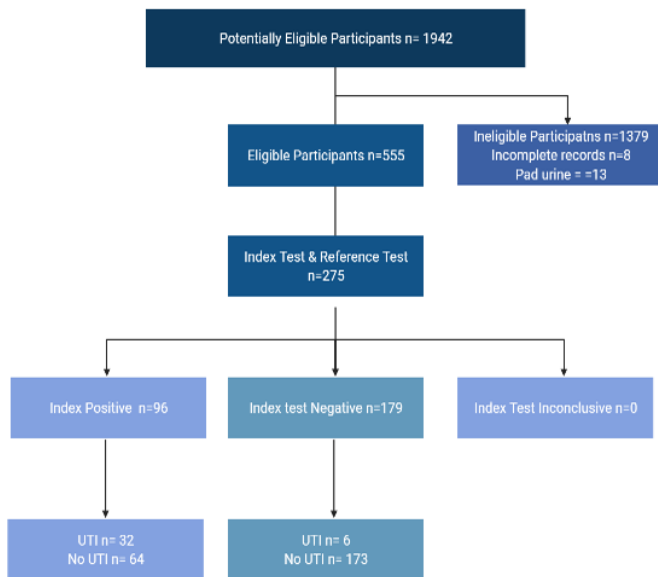 Potentially Eligible Participants n= 1942
Eligible Participants n=555
Ineligible Participatns n=1379
Incomplete records n=8
Pad urine = =13
Index Test & Reference Test
n=275
Index Positive n=96
Index test Negative n=179
Index Test Inconclusive n=0
UTI n= 32
No UTI n= 64
UTI n= 6
No UTI n= 173